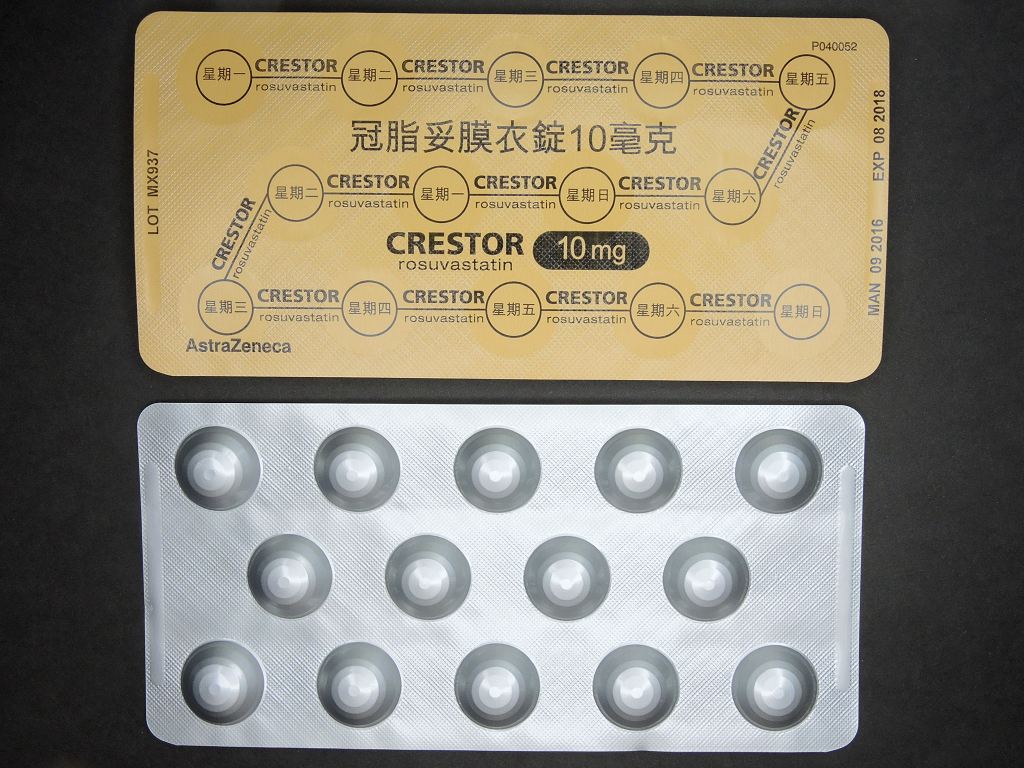 P040052
星期一 CRESTOR 星期二 CRESTOR 星期三 CRESTOR 星期四 CRESTOR 星期五
rosuvastatin rosuvastatin rosuvastatin rosuvastatin
冠脂妥膜衣錠10毫克
CRESTOR
rosuvastatin
星期二 CRESTOR 星期一 CRESTOR 星期日 CRESTOR 星期六
rosuvastatin rosuvastatin rosuvastatin
CRESTOR
rosuvastatin
CRESTOR 10 mg
rosuvastatin
星期三 CRESTOR 星期四 CRESTOR 星期五 CRESTOR 星期六 CRESTOR 星期日
rosuvastatin rosuvastatin rosuvastatin rosuvastatin
AstraZeneca
LOT MX937
MAN 09 2016 EXP 08 2018